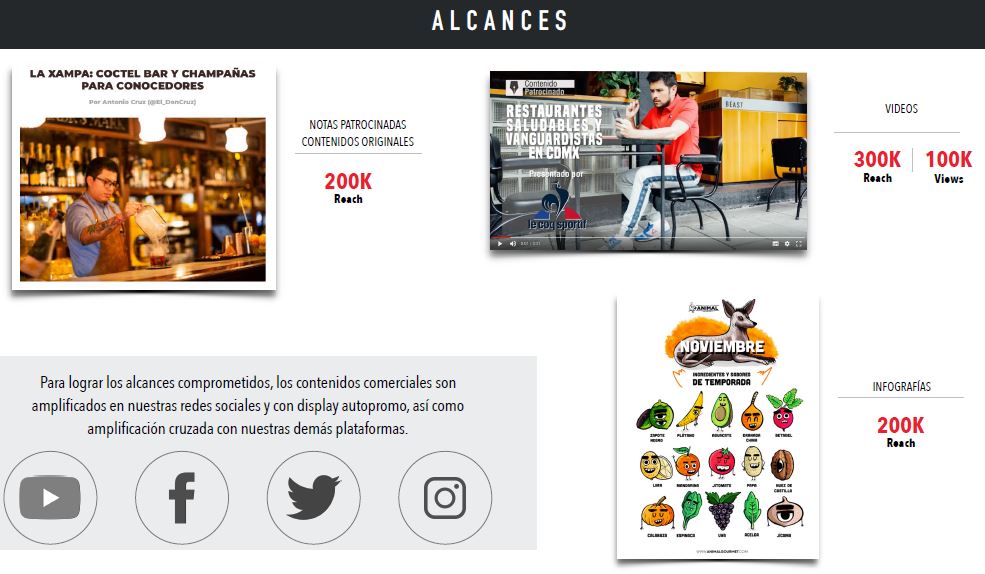 ALCANCES
LA XAMPA: COCTEL BAR Y CHAMPAÑAS
PARA CONOCEDORES
Por Antonio Cruz (@El_DonCruz)
NOTAS PATROCINADAS
CONTENIDOS ORIGINALES
200K
Reach
Contenido
Patrocinado
RESTAURANTES
SALUDABLES Y
VANGUARDISTAS
EN CDMX
Presentado por
le coq sportif
BEAST
0:01 / 0:31
VIDEOS
300K
Reach
100K
Views
Para lograr los alcances comprometidos, los contenidos comerciales son
amplificados en nuestras redes sociales y con display autopromo, así como
amplificación cruzada con nuestras demás plataformas.
ANIMAL
NOVIEMBRE
INGREDIENTES Y SABORES
DE TEMPORADA
ZAPOTE
NEGRO
PLÁTANO
AGUACATE
GRANADA
CHINA
BETABEL
LIMA
MANDARINA
JITOMATE
PAPA
NUEZ DE
CASTILLA
CALABAZA
ESPINACA
UVA
ACELGA
JÍCAMA
WWW.ANIMALGOURMET.COM
INFOGRAFÍAS
200K
Reach